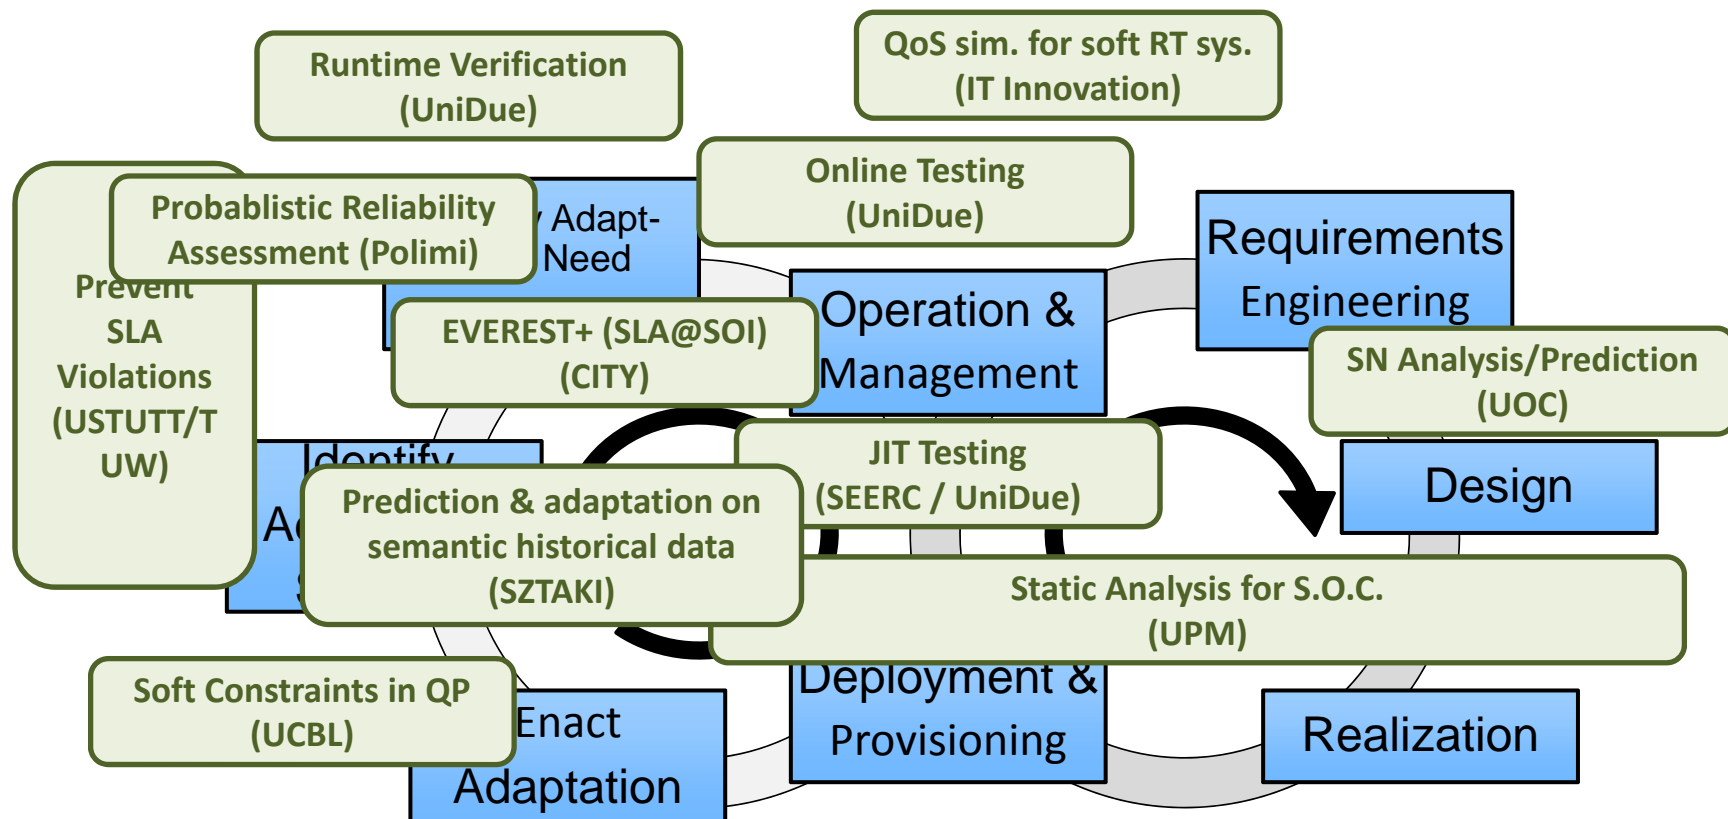 Runtime Verification
(UniDue)
QoS sim. for soft RT sys.
(IT Innovation)
Online Testing
(UniDue)
Probablistic Reliability
Assessment (Polimi)
Adapt-
Need
Requirements
Engineering
Prevent
SLA
Violations
(USTUTT/T
UW)
Operation &
Management
EVEREST+ (SLA@SOI)
(CITY)
SN Analysis/Prediction
(UOC)
JIT Testing
(SEERC / UniDue)
Identify
Design
Prediction & adaptation on
semantic historical data
(SZTAKI)
Static Analysis for S.O.C.
(UPM)
Soft Constraints in QP
(UCBL)
Deployment &
Provisioning
Enact
Adaptation
Realization